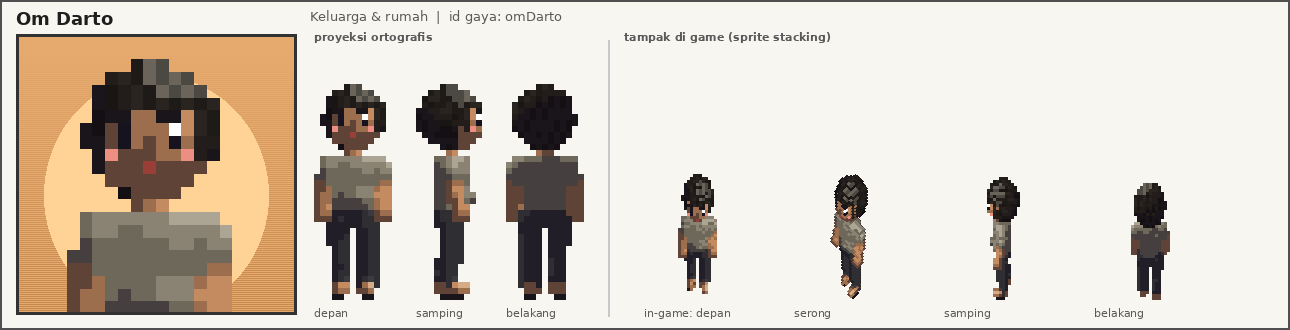 Om Darto
Keluarga & rumah | id gaya: omDarto
proyeksi ortografis
tampak di game (sprite stacking)
depan
samping
belakang
in-game: depan
serong
samping
belakang